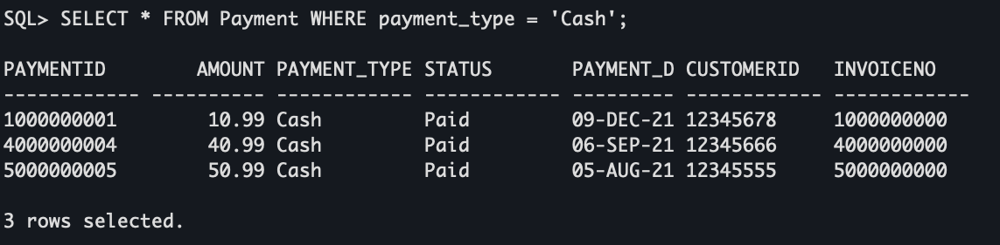 SQL> SELECT * FROM Payment WHERE payment_type = 'Cash';
PAYMENTID        AMOUNT PAYMENT_TYPE STATUS       PAYMENT_D CUSTOMERID   INVOICENO
------------ ---------- ------------ ------------ --------- ------------ ------------
1000000001        10.99 Cash         Paid         09-DEC-21 12345678     1000000000
4000000004        40.99 Cash         Paid         06-SEP-21 12345666     4000000000
5000000005        50.99 Cash         Paid         05-AUG-21 12345555     5000000000
3 rows selected.